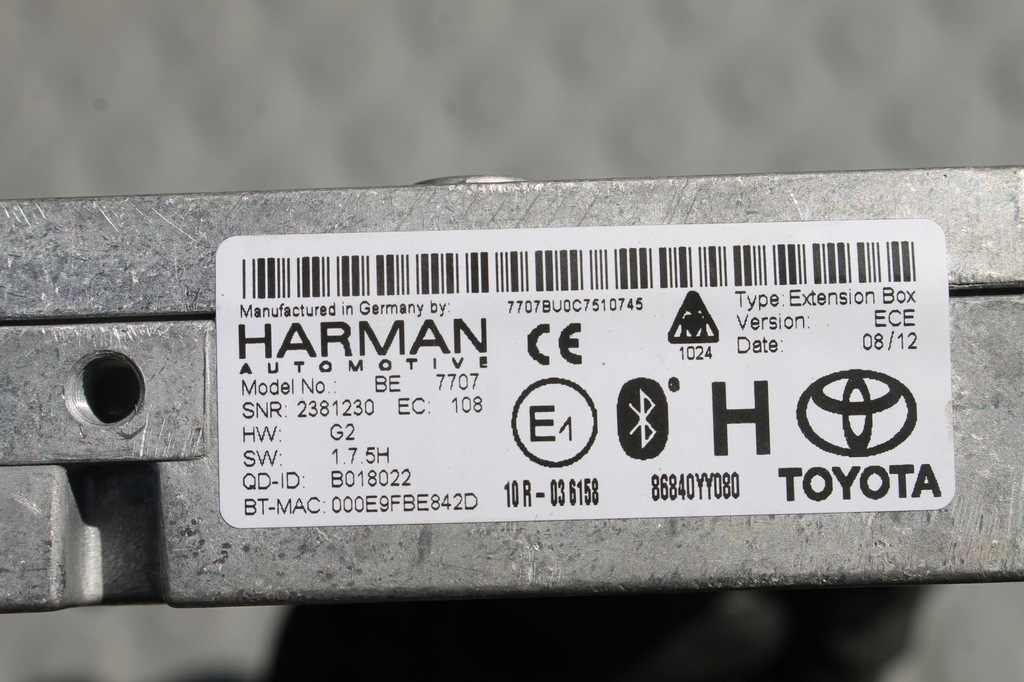 Manufactured in Germany by:
7707BU0C7510745
HARMAN
AUTOMOTIVE
Model No.: BE 7707
SNR: 2381230 EC: 108
HW: G2
SW: 1.7.5H
QD-ID: B018022
BT-MAC: 000E9FBE842D
CE
1024
Type: Extension Box
Version: ECE
Date: 08/12
E1
H
10 R - 03 6158
86840YY080
TOYOTA